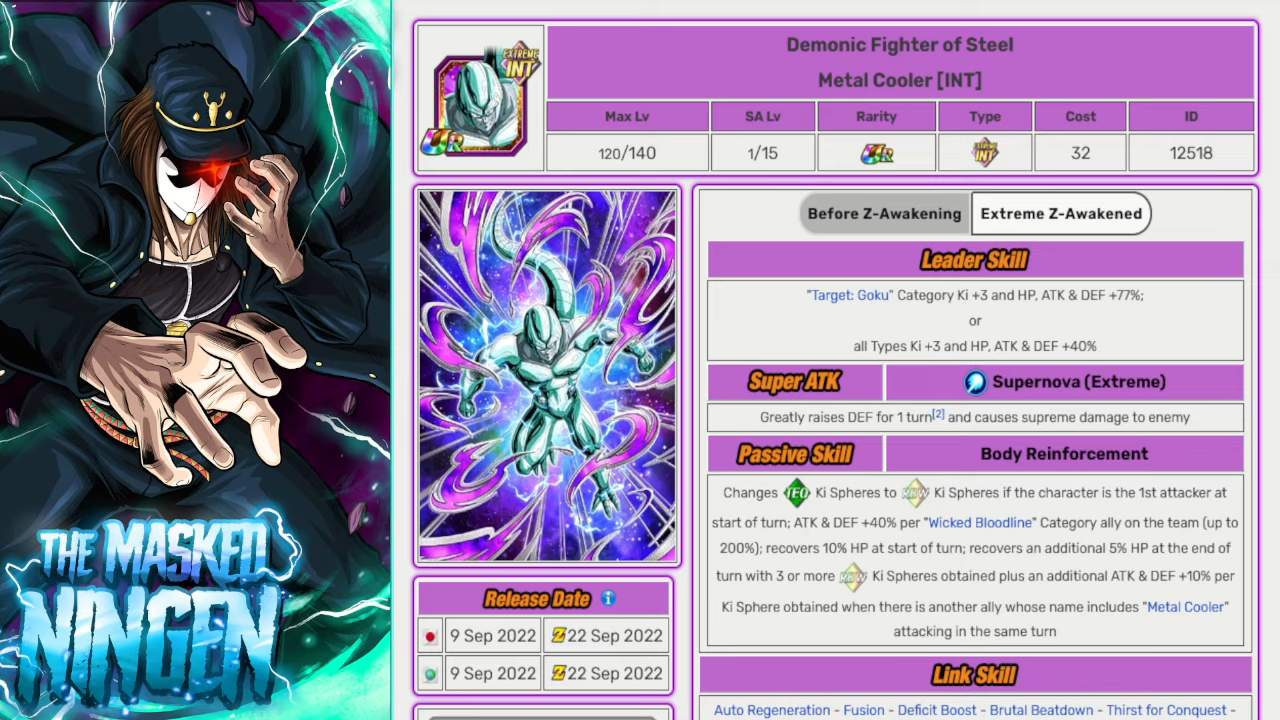 THE MASKED
NINGEN
EXTREME
INT
UR
Demonic Fighter of Steel
Metal Cooler [INT]
Max Lv SA Lv Rarity Type Cost ID
120/140 1/15 UR EXTREME INT 32 12518
Before Z-Awakening Extreme Z-Awakened
Leader Skill
"Target: Goku" Category Ki +3 and HP, ATK & DEF +77%;
or
all Types Ki +3 and HP, ATK & DEF +40%
Super ATK Supernova (Extreme)
Greatly raises DEF for 1 turn[2] and causes supreme damage to enemy
Passive Skill Body Reinforcement
Changes TEQ Ki Spheres to RBW Ki Spheres if the character is the 1st attacker at
start of turn; ATK & DEF +40% per "Wicked Bloodline" Category ally on the team (up to
200%); recovers 10% HP at start of turn; recovers an additional 5% HP at the end of
turn with 3 or more RBW Ki Spheres obtained plus an additional ATK & DEF +10% per
Ki Sphere obtained when there is another ally whose name includes "Metal Cooler"
attacking in the same turn
Release Date i
9 Sep 2022 Z 22 Sep 2022
9 Sep 2022 Z 22 Sep 2022
Link Skill
Auto Regeneration - Fusion - Deficit Boost - Brutal Beatdown - Thirst for Conquest -